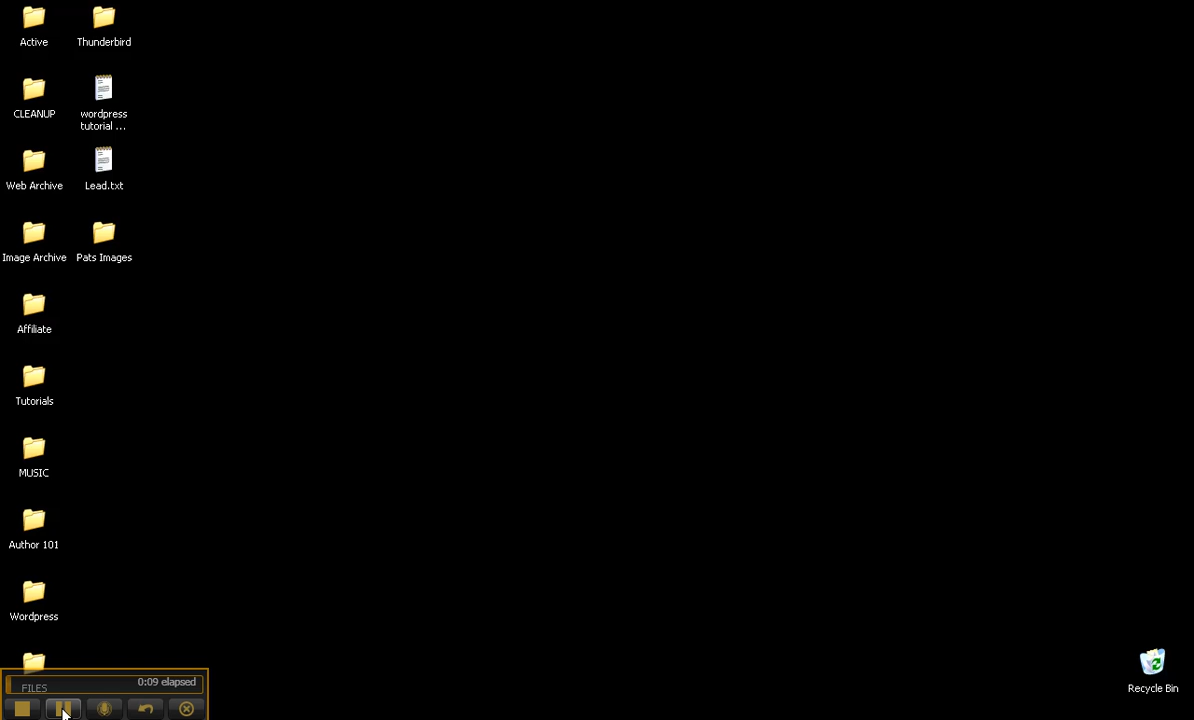 Active
Thunderbird
CLEANUP
wordpress
tutorial ...
Web Archive
Lead.txt
Image Archive
Pats Images
Affiliate
Tutorials
MUSIC
Author 101
Wordpress
0:09 elapsed
FILES
Recycle Bin